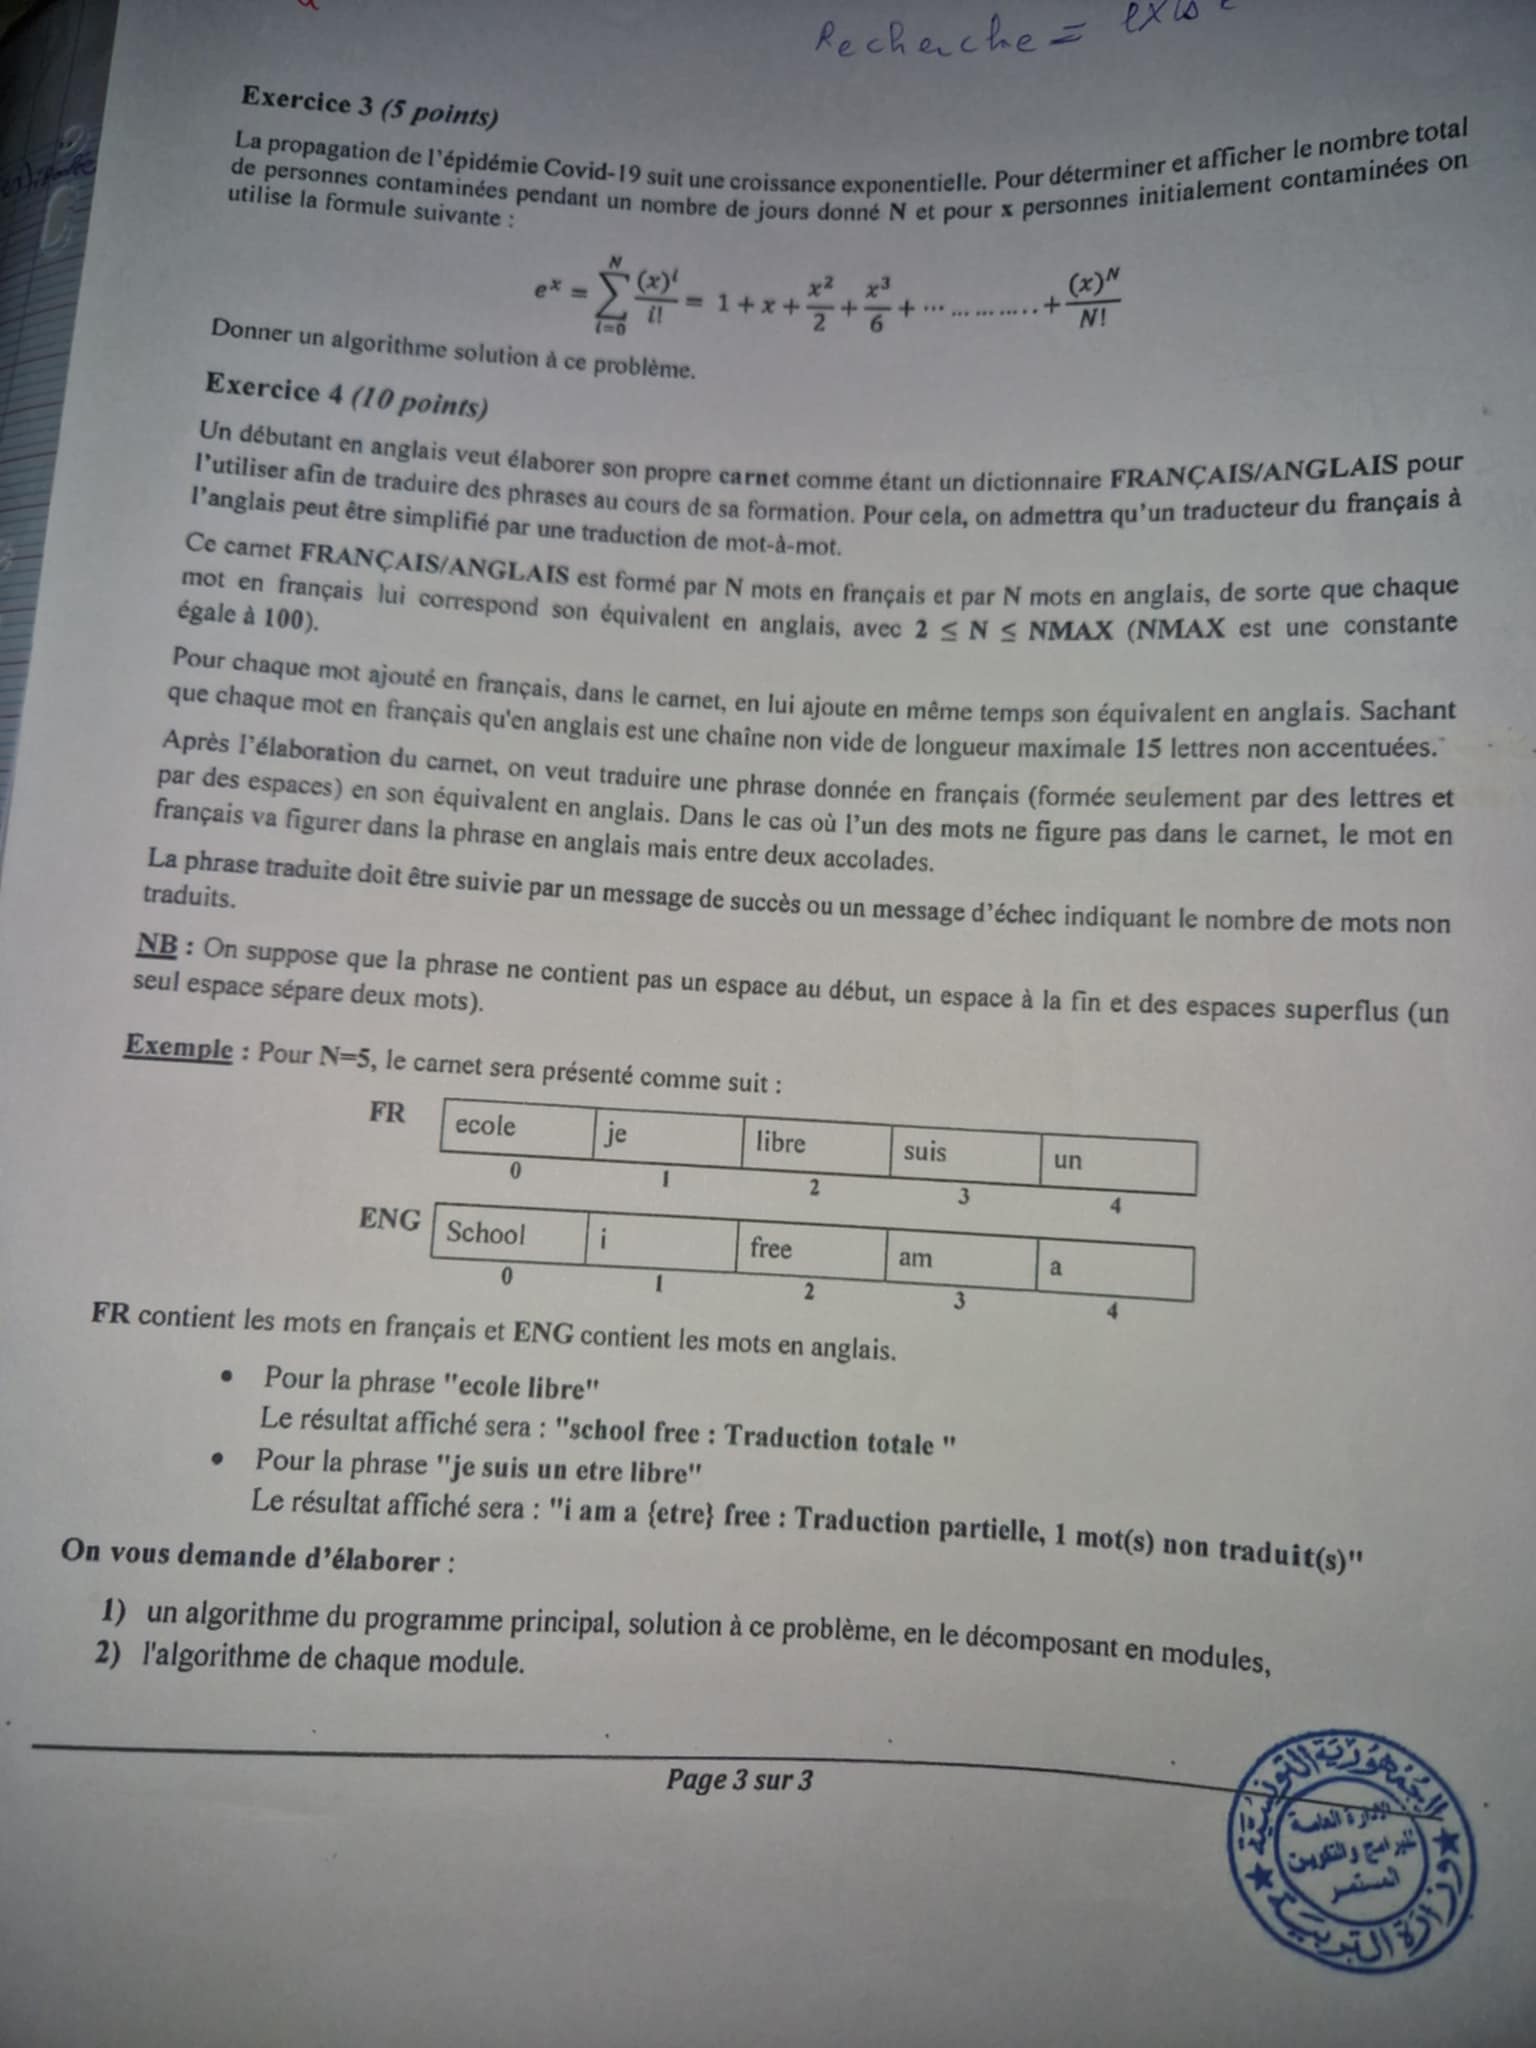 Recherche =
Exercice 3 (5 points)
La propagation de l'épidémie Covid-19 suit une croissance exponentielle. Pour déterminer et afficher le nombre total
de personnes contaminées pendant un nombre de jours donné N et pour x personnes initialement contaminées on
utilise la formule suivante :
e^x = \sum_{i=0}^{N} \frac{(x)^i}{i!} = 1 + x + \frac{x^2}{2} + \frac{x^3}{6} + ... ... ... ... .. + \frac{(x)^N}{N!}
Donner un algorithme solution à ce problème.
Exercice 4 (10 points)
Un débutant en anglais veut élaborer son propre carnet comme étant un dictionnaire FRANÇAIS/ANGLAIS pour
l'utiliser afin de traduire des phrases au cours de sa formation. Pour cela, on admettra qu'un traducteur du français à
l'anglais peut être simplifié par une traduction de mot-à-mot.
Ce carnet FRANÇAIS/ANGLAIS est formé par N mots en français et par N mots en anglais, de sorte que chaque
mot en français lui correspond son équivalent en anglais, avec 2 ≤ N ≤ NMAX (NMAX est une constante
égale à 100).
Pour chaque mot ajouté en français, dans le carnet, en lui ajoute en même temps son équivalent en anglais. Sachant
que chaque mot en français qu'en anglais est une chaîne non vide de longueur maximale 15 lettres non accentuées.
Après l'élaboration du carnet, on veut traduire une phrase donnée en français (formée seulement par des lettres et
par des espaces) en son équivalent en anglais. Dans le cas où l'un des mots ne figure pas dans le carnet, le mot en
français va figurer dans la phrase en anglais mais entre deux accolades.
La phrase traduite doit être suivie par un message de succès ou un message d'échec indiquant le nombre de mots non
traduits.
NB : On suppose que la phrase ne contient pas un espace au début, un espace à la fin et des espaces superflus (un
seul espace sépare deux mots).
Exemple : Pour N=5, le carnet sera présenté comme suit :
FR ecole je libre suis un
0 1 2 3 4
ENG School i free am a
0 1 2 3 4
FR contient les mots en français et ENG contient les mots en anglais.
• Pour la phrase "ecole libre"
Le résultat affiché sera : "school free : Traduction totale "
• Pour la phrase "je suis un etre libre"
Le résultat affiché sera : "i am a {etre} free : Traduction partielle, 1 mot(s) non traduit(s)"
On vous demande d'élaborer :
1) un algorithme du programme principal, solution à ce problème, en le décomposant en modules,
2) l'algorithme de chaque module.
Page 3 sur 3
الجمهورية التونسية
الإدارة العامة
للبرامج والتكوين
المستمر
وزارة التربية